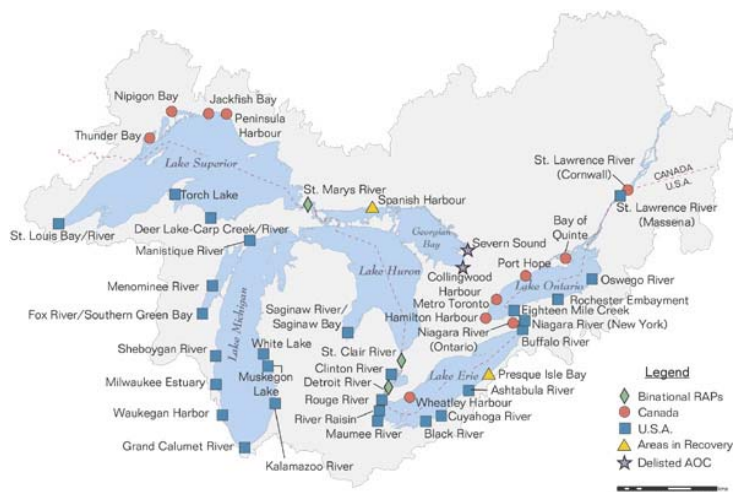 Nipigon Bay
Jackfish Bay
Peninsula
Harbour
Thunder Bay
Lake Superior
St. Marys River
Spanish Harbour
Torch Lake
St. Louis Bay/River
Deer Lake-Carp Creek/River
Manistique River
Georgian
Bay
Severn Sound
Collingwood
Harbour
St. Lawrence River
(Cornwall)
CANADA
U.S.A.
St. Lawrence River
(Massena)
Bay of
Quinte
Port Hope
Lake Ontario
Oswego River
Metro Toronto
Rochester Embayment
Hamilton Harbour
Eighteen Mile Creek
Niagara River
(Ontario)
Niagara River (New York)
Buffalo River
Menominee River
Lake Huron
Fox River/Southern Green Bay
Lake Michigan
Saginaw River/
Saginaw Bay
Sheboygan River
White Lake
St. Clair River
Clinton River
Lake Erie
Presque Isle Bay
Muskegon
Lake
Detroit River
Milwaukee Estuary
Rouge River
Wheatley Harbour
Ashtabula River
River Raisin
Cuyahoga River
Waukegan Harbor
Maumee River
Black River
Grand Calumet River
Kalamazoo River
Legend
Binational RAPs
Canada
U.S.A.
Areas in Recovery
Delisted AOC